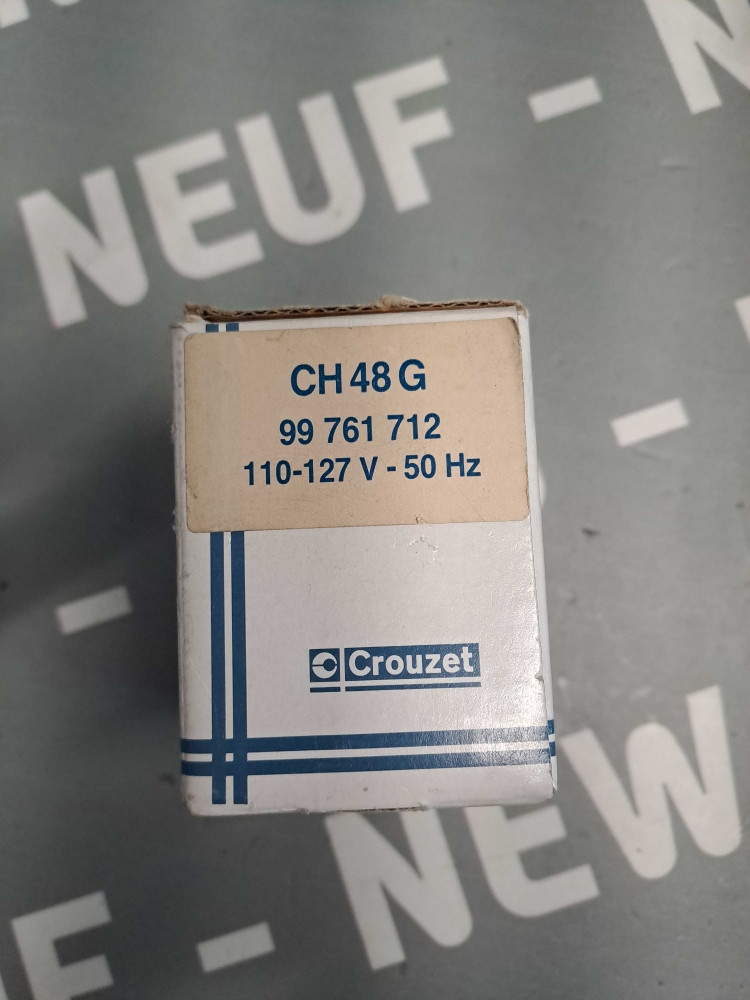 NEUF - N
CH 48 G
99 761 712
110-127 V - 50 Hz
Crouzet
- NEW
F -